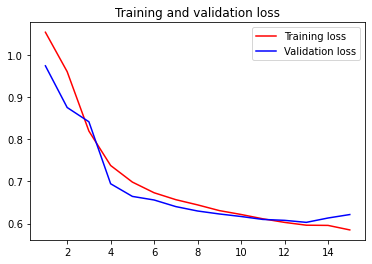 Training and validation loss
Training loss
Validation loss
1.0
0.9
0.8
0.7
0.6
2 4 6 8 10 12 14